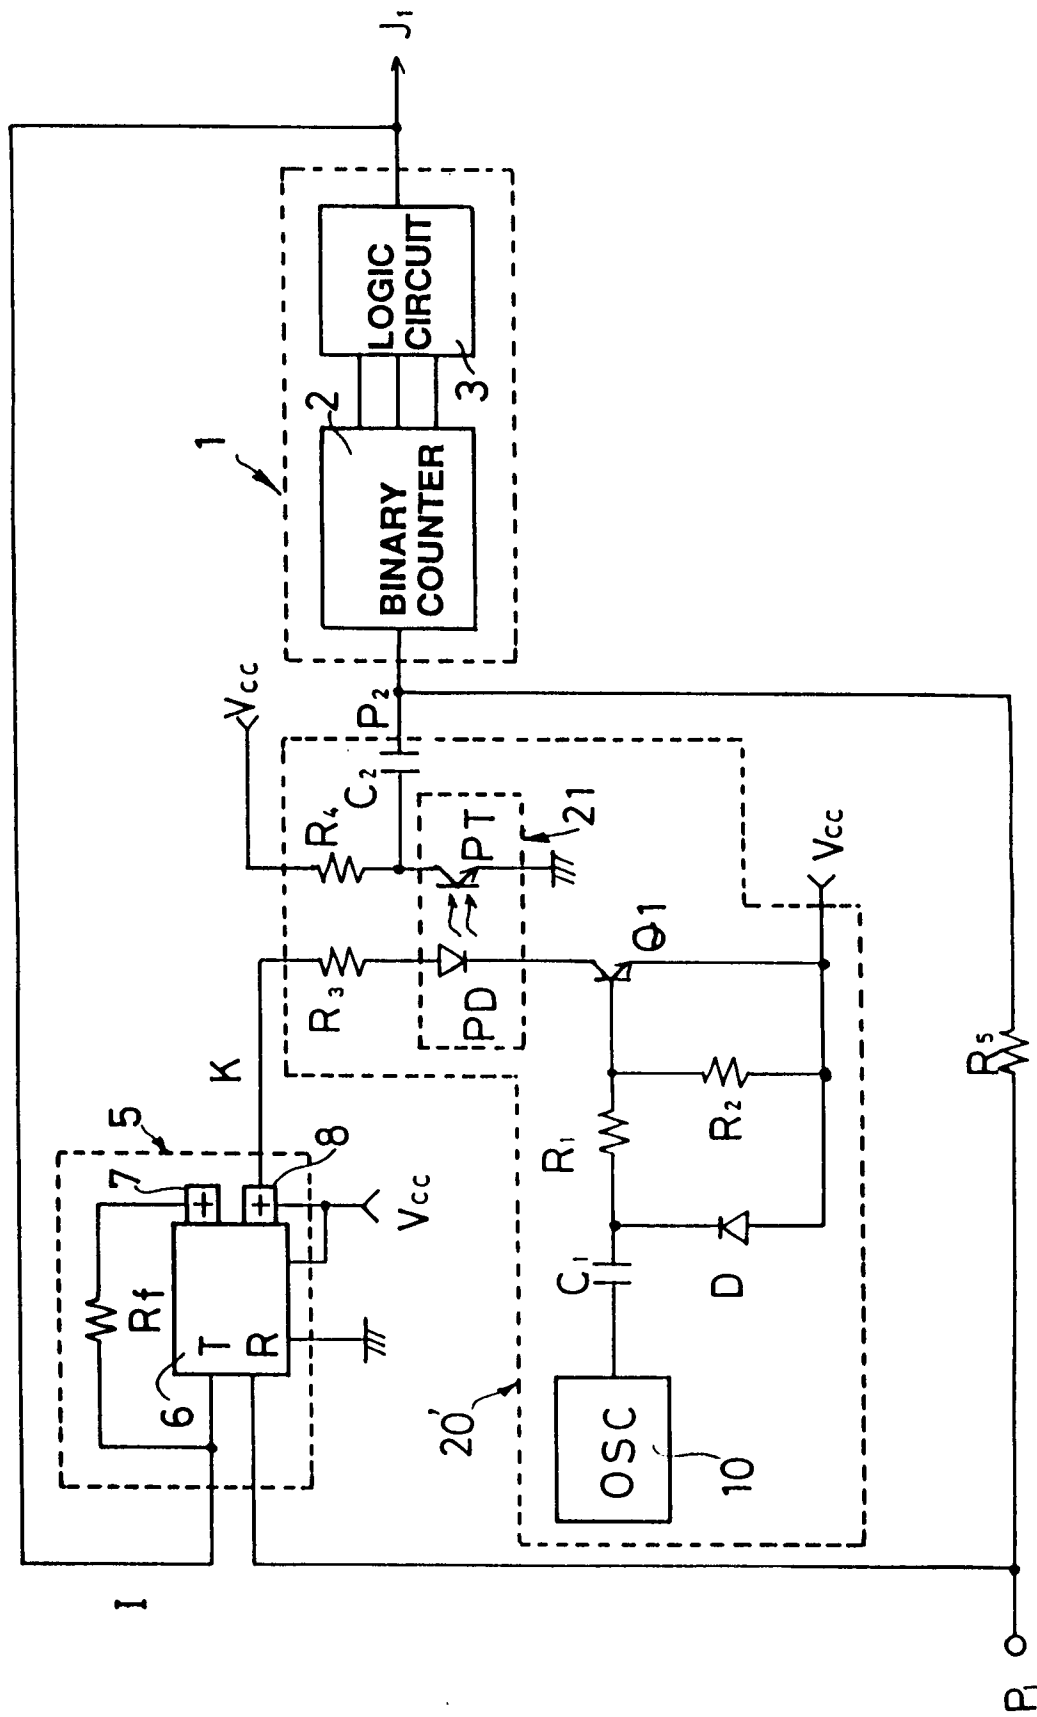 I
5
Rf
7
6
T
R
+
+
8
Vcc
K
Vcc
J₁
1
2
BINARY
COUNTER
LOGIC
CIRCUIT
3
R₃
R₄
C₂
P₂
PD
PT
21
20'
OSC
10
C₁
R₁
D
R₂
Q1
Vcc
R₅
P₁